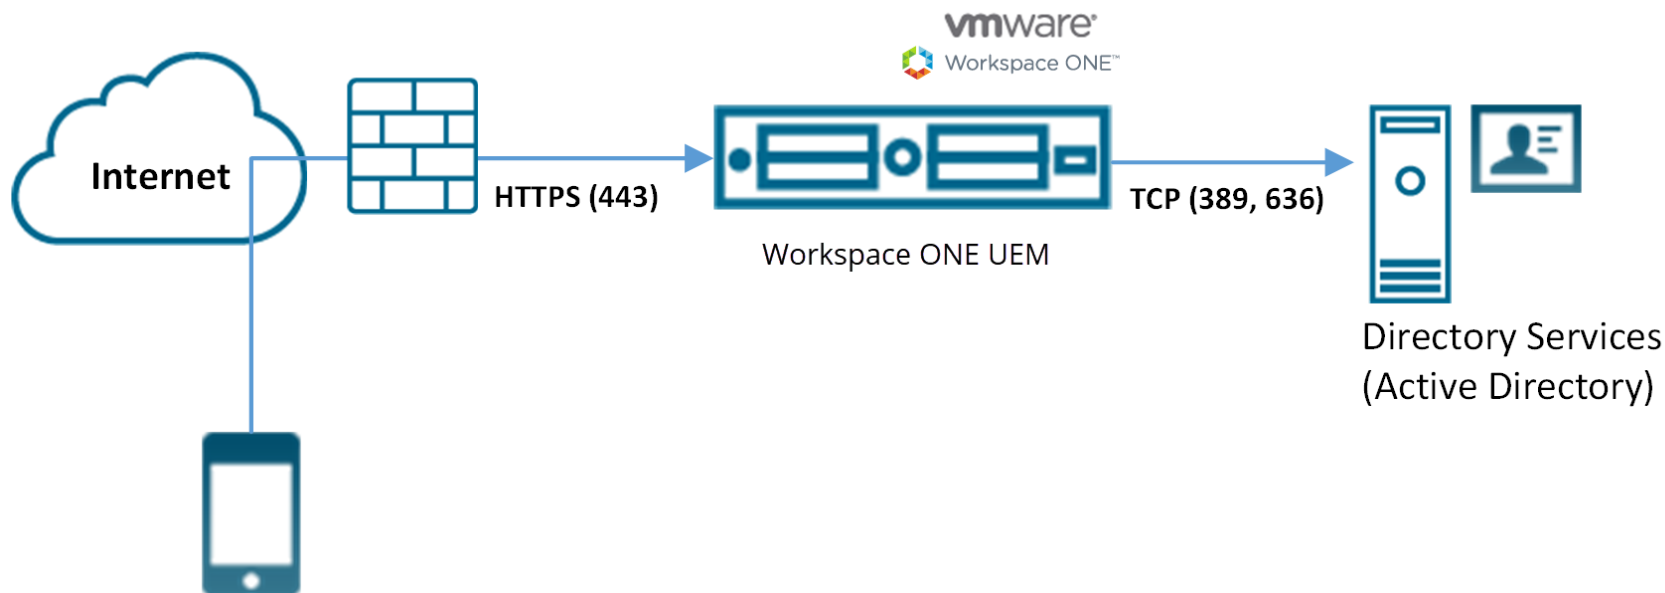 vmware®
Workspace ONE™
Internet
HTTPS (443)
TCP (389, 636)
Workspace ONE UEM
Directory Services
(Active Directory)